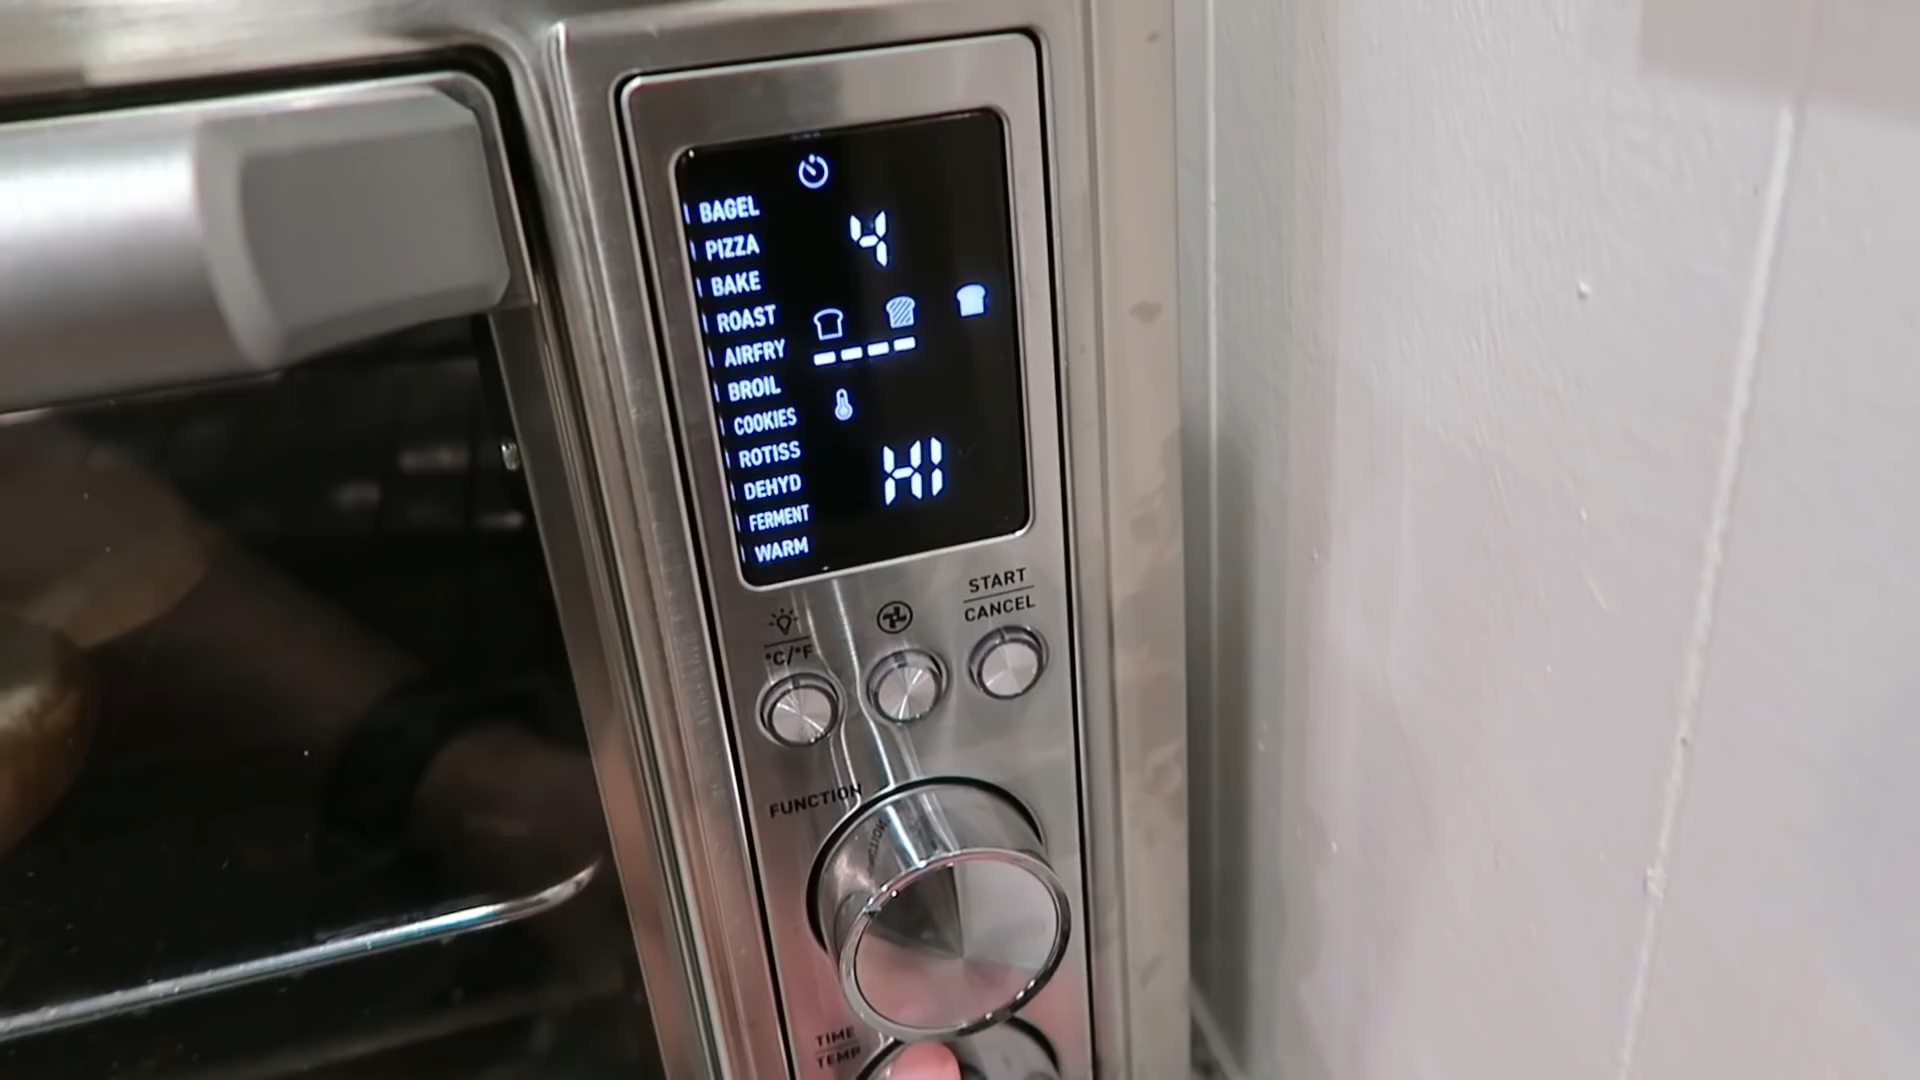 BAGEL
4
PIZZA
BAKE
ROAST
AIRFRY
BROIL
COOKIES
ROTISS
HI
DEHYD
FERMENT
WARM
START
CANCEL
°C/°F
FUNCTION
TIME
TEMP